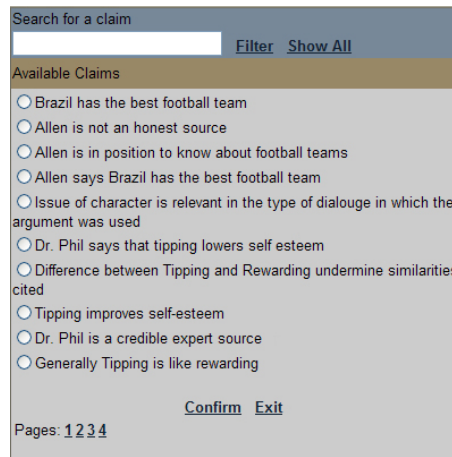 Search for a claim
Filter Show All
Available Claims
Brazil has the best football team
Allen is not an honest source
Allen is in position to know about football teams
Allen says Brazil has the best football team
Issue of character is relevant in the type of dialouge in which the
argument was used
Dr. Phil says that tipping lowers self esteem
Difference between Tipping and Rewarding undermine similarities
cited
Tipping improves self-esteem
Dr. Phil is a credible expert source
Generally Tipping is like rewarding
Confirm Exit
Pages: 1 2 3 4